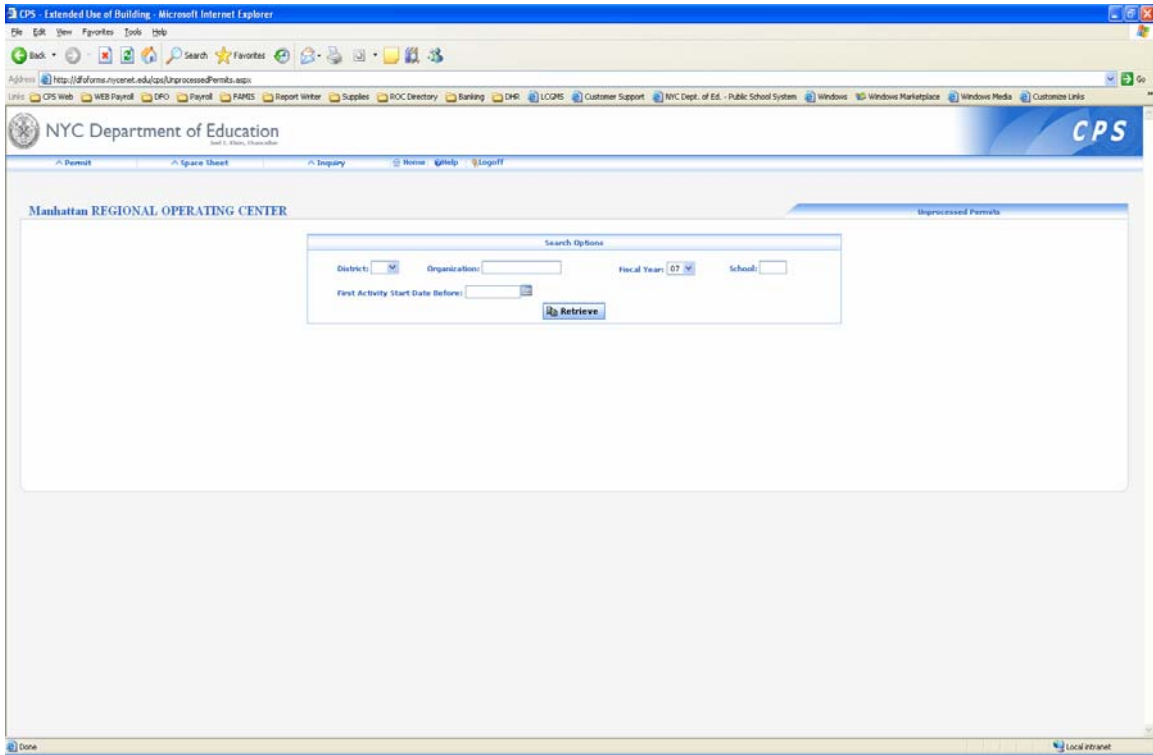 CPS - Extended Use of Building - Microsoft Internet Explorer
File Edit View Favorites Tools Help
Back Search Favorites
Address http://dfoforms.nycenet.edu/cps/UnprocessedPermits.aspx Go
Links CPS Web WEB Payroll DFO Payroll FAMIS Report Writer Supplies ROC Directory Banking DHR LCGMS Customer Support NYC Dept. of Ed. - Public School System Windows Windows Marketplace Windows Media Customize Links
NYC Department of Education
Joel I. Klein, Chancellor
CPS
Permit Space Sheet Inquiry Home Help Logoff
Manhattan REGIONAL OPERATING CENTER
Unprocessed Permits
Search Options
District: Organization: Fiscal Year: 07 School:
First Activity Start Date Before:
Retrieve
Done Local intranet